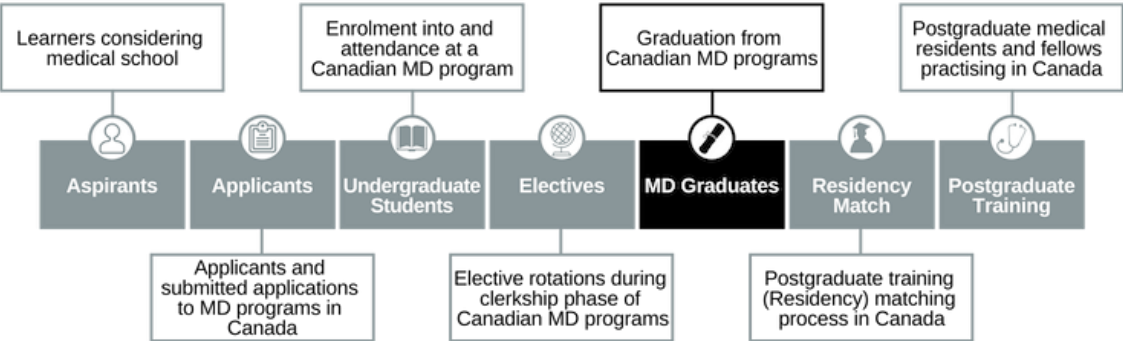 Learners considering
medical school
Enrolment into and
attendance at a
Canadian MD program
Graduation from
Canadian MD programs
Postgraduate medical
residents and fellows
practising in Canada
Aspirants
Applicants
Undergraduate
Students
Electives
MD Graduates
Residency
Match
Postgraduate
Training
Applicants and
submitted applications
to MD programs in
Canada
Elective rotations during
clerkship phase of
Canadian MD programs
Postgraduate training
(Residency) matching
process in Canada